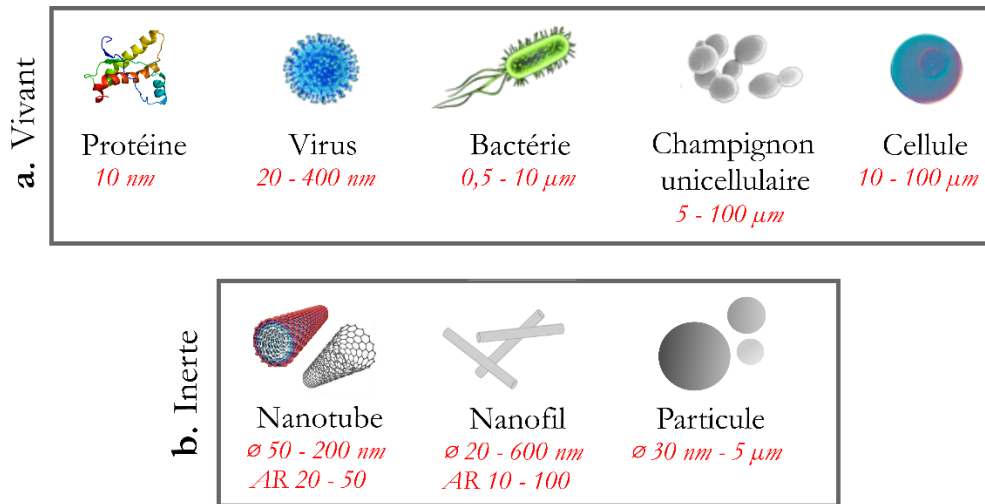 a. Vivant
Protéine
10 nm
Virus
20 - 400 nm
Bactérie
0,5 - 10 μm
Champignon
unicellulaire
5 - 100 μm
Cellule
10 - 100 μm
b. Inerte
Nanotube
ø 50 - 200 nm
AR 20 - 50
Nanofil
ø 20 - 600 nm
AR 10 - 100
Particule
ø 30 nm - 5 μm